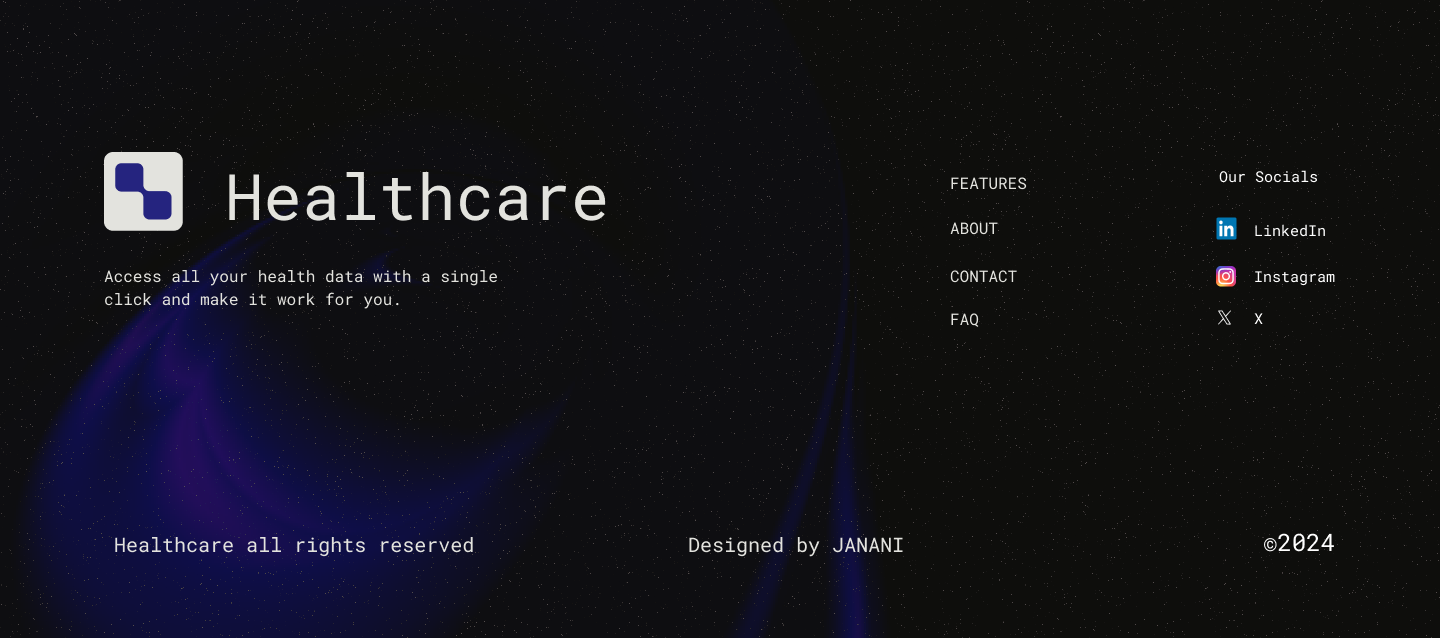 Healthcare
Access all your health data with a single
click and make it work for you.
FEATURES
ABOUT
CONTACT
FAQ
Our Socials
LinkedIn
Instagram
X
Healthcare all rights reserved
Designed by JANANI
©2024